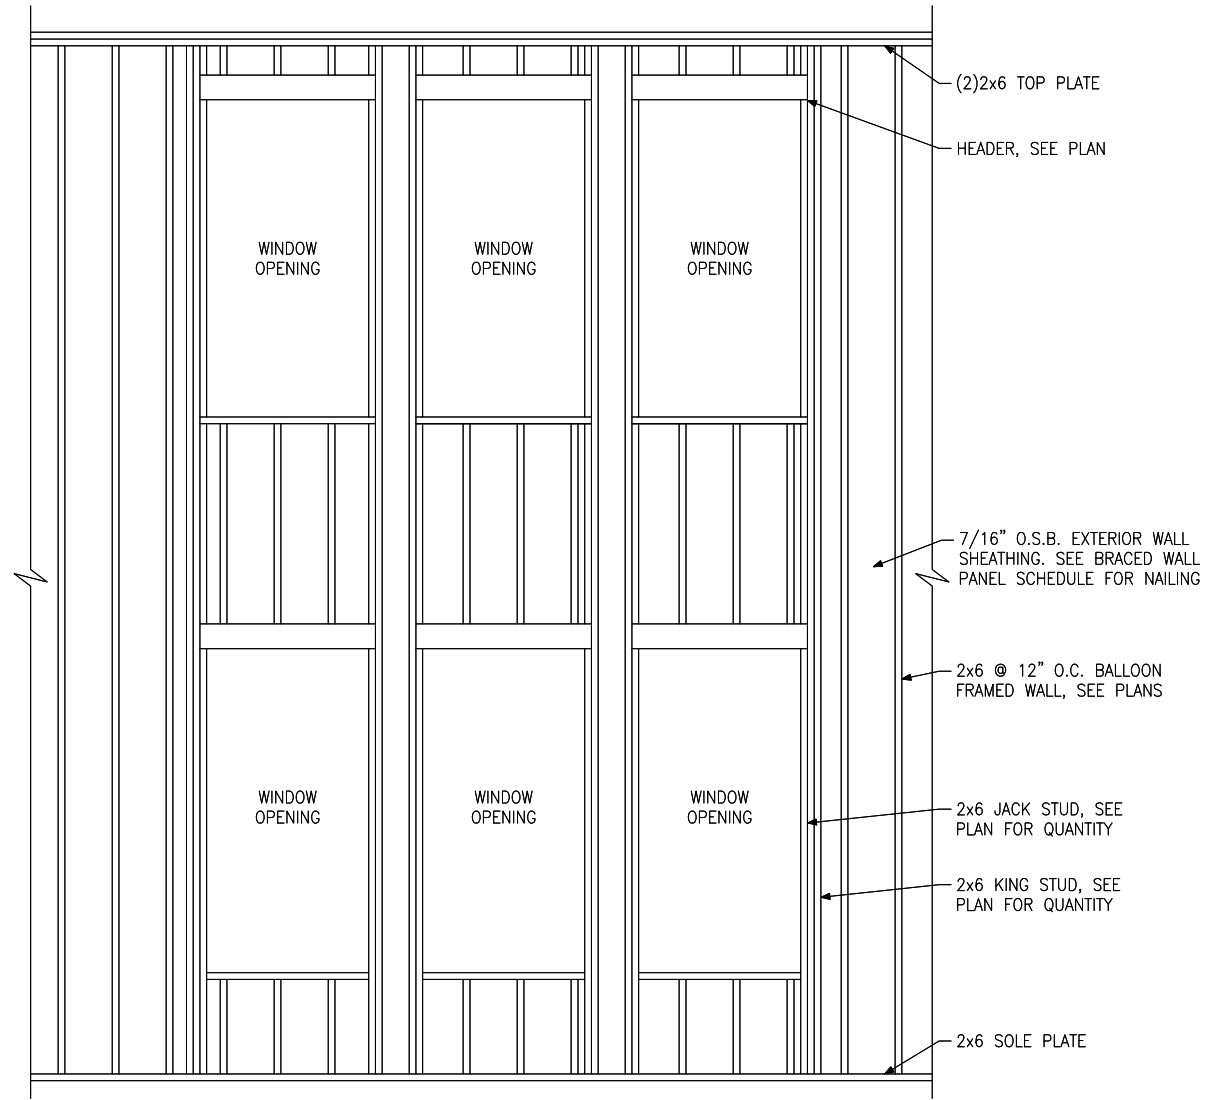 (2)2x6 TOP PLATE
HEADER, SEE PLAN
WINDOW
OPENING
WINDOW
OPENING
WINDOW
OPENING
7/16" O.S.B. EXTERIOR WALL
SHEATHING. SEE BRACED WALL
PANEL SCHEDULE FOR NAILING
2x6 @ 12" O.C. BALLOON
FRAMED WALL, SEE PLANS
WINDOW
OPENING
WINDOW
OPENING
WINDOW
OPENING
2x6 JACK STUD, SEE
PLAN FOR QUANTITY
2x6 KING STUD, SEE
PLAN FOR QUANTITY
2x6 SOLE PLATE